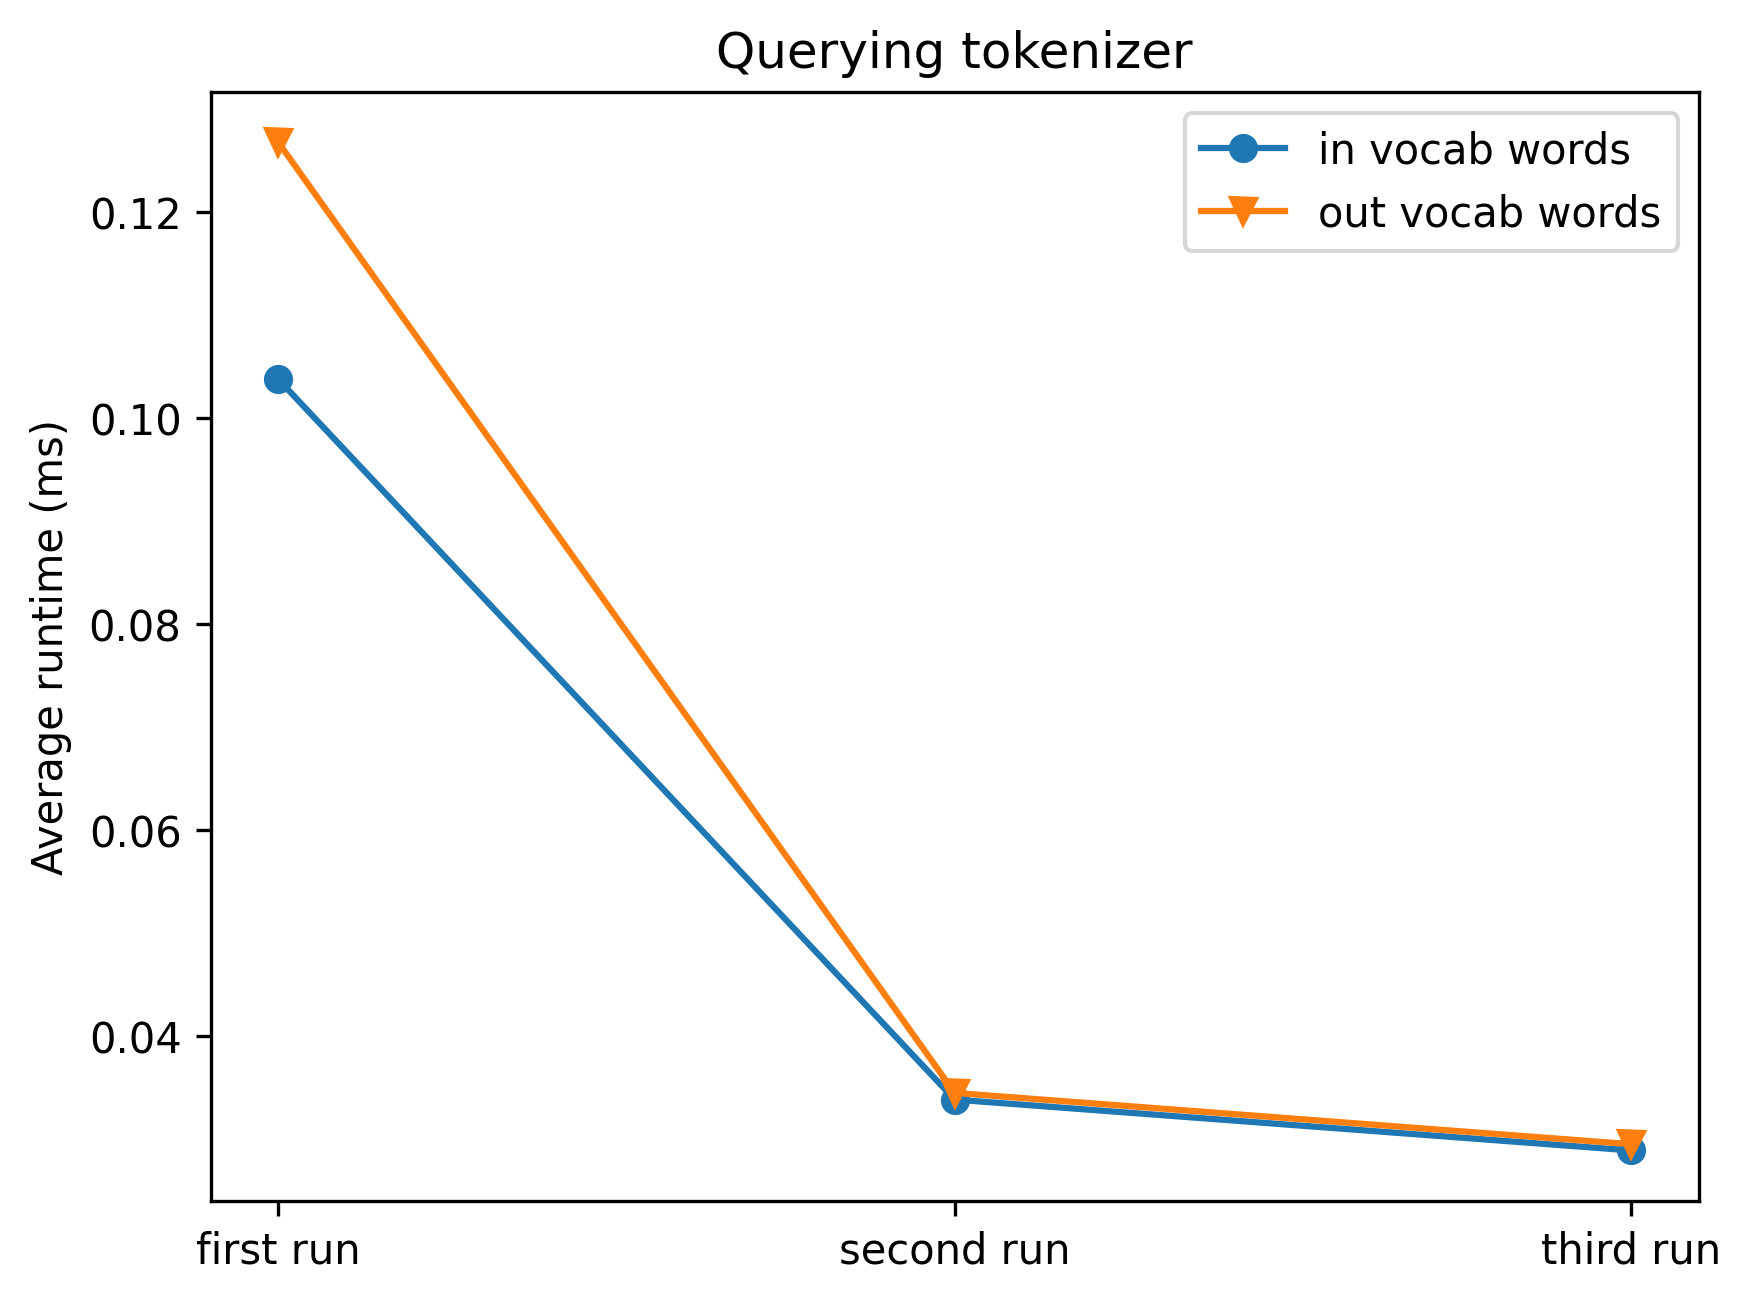 Querying tokenizer
in vocab words
out vocab words
Average runtime (ms)
0.12
0.10
0.08
0.06
0.04
first run
second run
third run